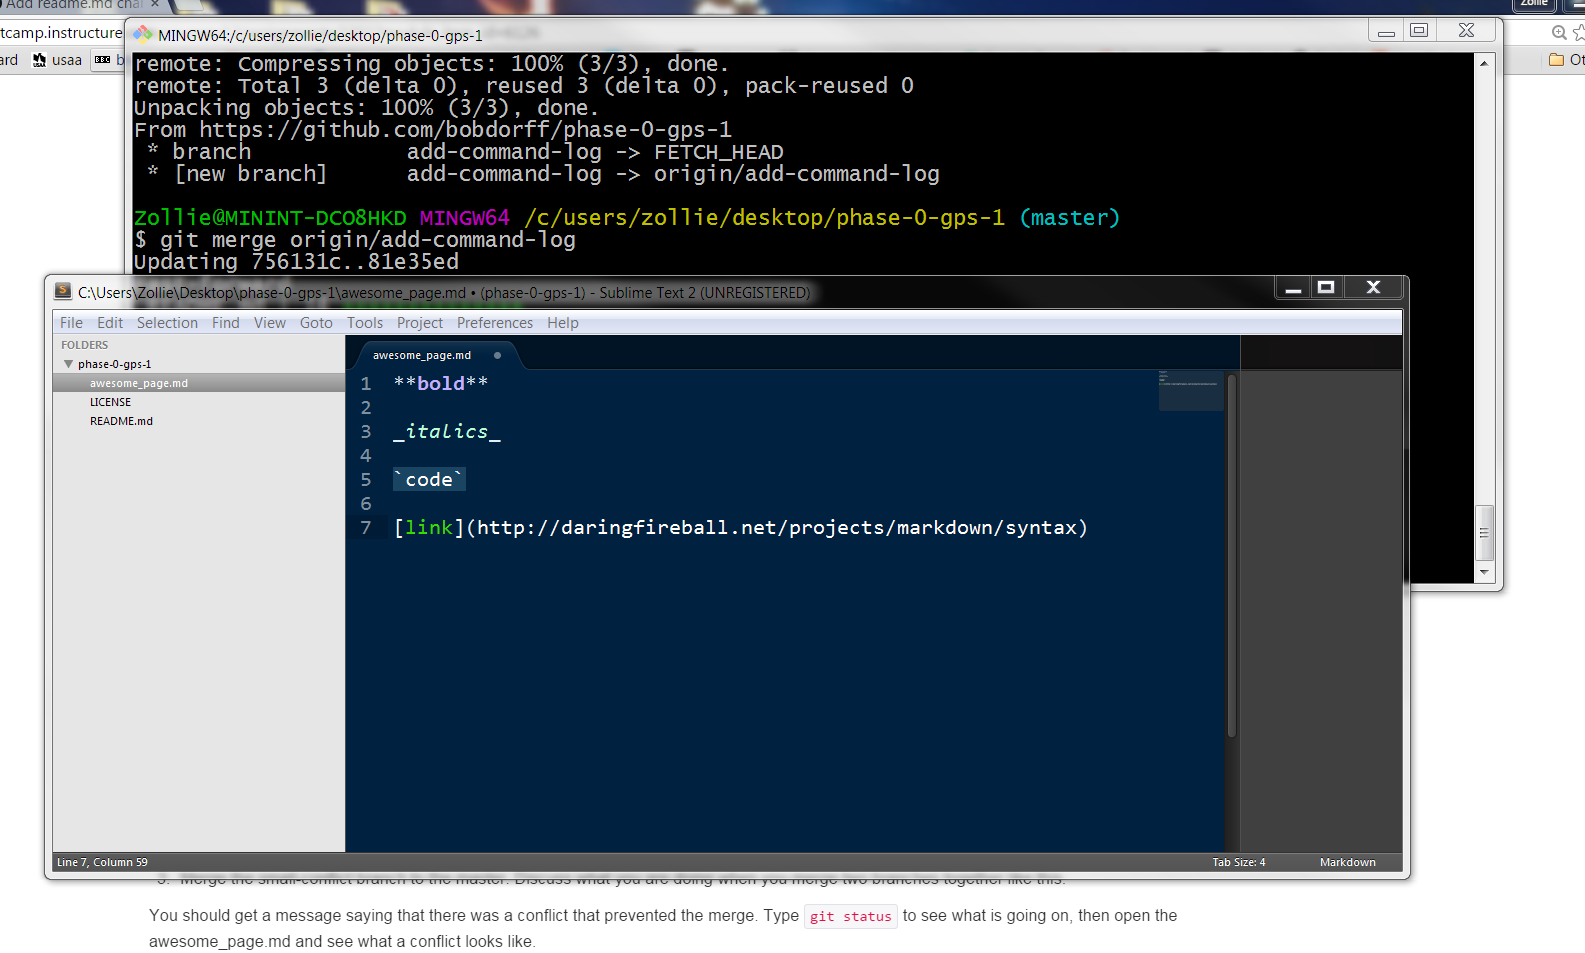 Add readme.md cha
Zollie
tcamp.instructure
ard usaa BBC b
Ot
MINGW64:/c/users/zollie/desktop/phase-0-gps-1
remote: Compressing objects: 100% (3/3), done.
remote: Total 3 (delta 0), reused 3 (delta 0), pack-reused 0
Unpacking objects: 100% (3/3), done.
From https://github.com/bobdorff/phase-0-gps-1
* branch add-command-log -> FETCH_HEAD
* [new branch] add-command-log -> origin/add-command-log
Zollie@MININT-DCO8HKD MINGW64 /c/users/zollie/desktop/phase-0-gps-1 (master)
$ git merge origin/add-command-log
Updating 756131c..81e35ed
C:\Users\Zollie\Desktop\phase-0-gps-1\awesome_page.md • (phase-0-gps-1) - Sublime Text 2 (UNREGISTERED)
File Edit Selection Find View Goto Tools Project Preferences Help
FOLDERS
phase-0-gps-1
awesome_page.md
LICENSE
README.md
awesome_page.md
1 **bold**
2
3 _italics_
4
5 `code`
6
7 [link](http://daringfireball.net/projects/markdown/syntax)
Line 7, Column 59
Tab Size: 4 Markdown
3. Merge the small-conflict branch to the master. Discuss what you are doing when you merge two branches together like this.
You should get a message saying that there was a conflict that prevented the merge. Type git status to see what is going on, then open the
awesome_page.md and see what a conflict looks like.